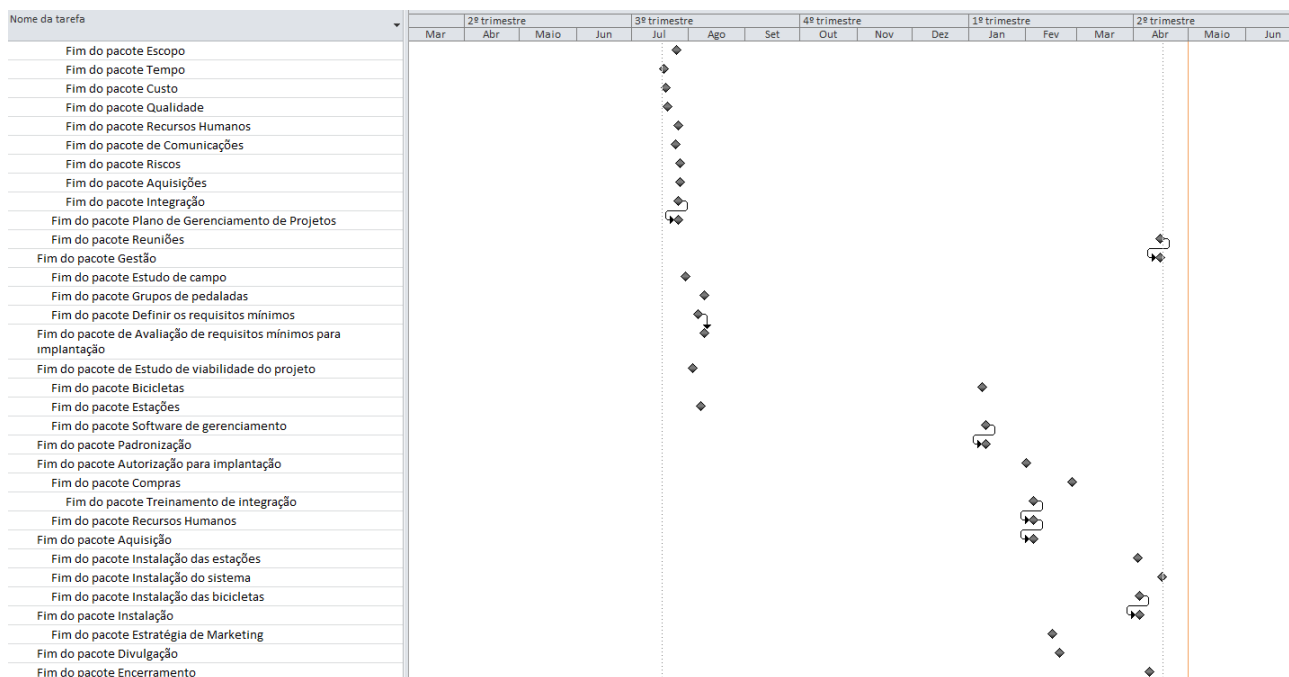 Nome da tarefa
2º trimestre 3º trimestre 4º trimestre 1º trimestre 2º trimestre
Mar Abr Maio Jun Jul Ago Set Out Nov Dez Jan Fev Mar Abr Maio Jun
Fim do pacote Escopo
Fim do pacote Tempo
Fim do pacote Custo
Fim do pacote Qualidade
Fim do pacote Recursos Humanos
Fim do pacote de Comunicações
Fim do pacote Riscos
Fim do pacote Aquisições
Fim do pacote Integração
Fim do pacote Plano de Gerenciamento de Projetos
Fim do pacote Reuniões
Fim do pacote Gestão
Fim do pacote Estudo de campo
Fim do pacote Grupos de pedaladas
Fim do pacote Definir os requisitos mínimos
Fim do pacote de Avaliação de requisitos mínimos para
implantação
Fim do pacote de Estudo de viabilidade do projeto
Fim do pacote Bicicletas
Fim do pacote Estações
Fim do pacote Software de gerenciamento
Fim do pacote Padronização
Fim do pacote Autorização para implantação
Fim do pacote Compras
Fim do pacote Treinamento de integração
Fim do pacote Recursos Humanos
Fim do pacote Aquisição
Fim do pacote Instalação das estações
Fim do pacote Instalação do sistema
Fim do pacote Instalação das bicicletas
Fim do pacote Instalação
Fim do pacote Estratégia de Marketing
Fim do pacote Divulgação
Fim do pacote Encerramento